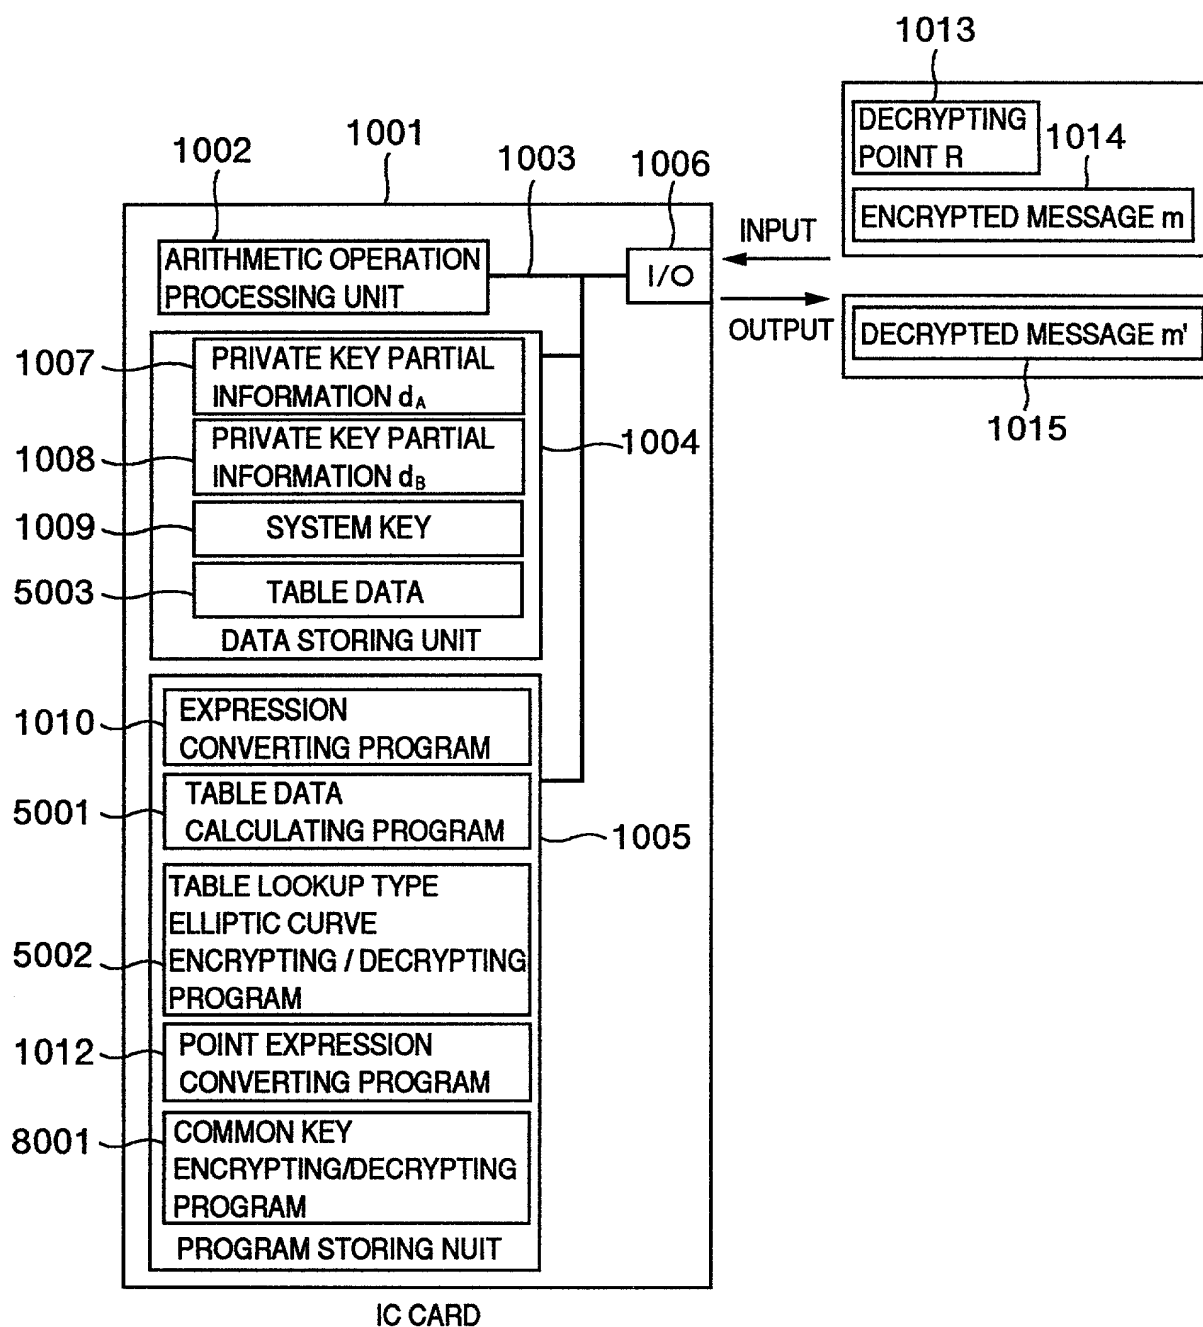 1013
DECRYPTING
POINT R
1014
ENCRYPTED MESSAGE m
1001
1002
1003
1006
INPUT
ARITHMETIC OPERATION
PROCESSING UNIT
I/O
OUTPUT
DECRYPTED MESSAGE m'
1015
1007
PRIVATE KEY PARTIAL
INFORMATION dA
1004
1008
PRIVATE KEY PARTIAL
INFORMATION dB
1009
SYSTEM KEY
5003
TABLE DATA
DATA STORING UNIT
1010
EXPRESSION
CONVERTING PROGRAM
5001
TABLE DATA
CALCULATING PROGRAM
1005
5002
TABLE LOOKUP TYPE
ELLIPTIC CURVE
ENCRYPTING / DECRYPTING
PROGRAM
1012
POINT EXPRESSION
CONVERTING PROGRAM
8001
COMMON KEY
ENCRYPTING/DECRYPTING
PROGRAM
PROGRAM STORING NUIT
IC CARD